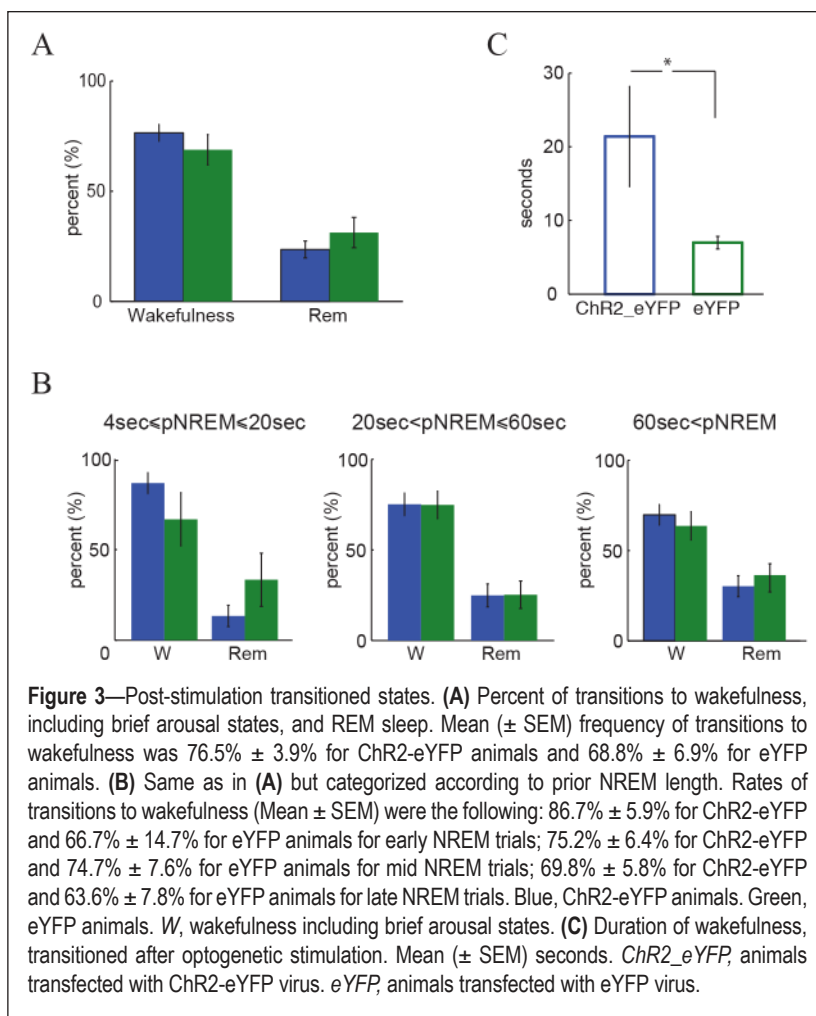 A
100
50
0
percent (%)
Wakefulness
Rem
C
*
30
20
10
0
seconds
ChR2_eYFP
eYFP
B
4sec≤pNREM≤20sec
100
50
0
percent (%)
W
Rem
20sec<pNREM≤60sec
100
50
percent (%)
W
Rem
60sec<pNREM
100
50
percent (%)
W
Rem
Figure 3—Post-stimulation transitioned states. (A) Percent of transitions to wakefulness,
including brief arousal states, and REM sleep. Mean (± SEM) frequency of transitions to
wakefulness was 76.5% ± 3.9% for ChR2-eYFP animals and 68.8% ± 6.9% for eYFP
animals. (B) Same as in (A) but categorized according to prior NREM length. Rates of
transitions to wakefulness (Mean ± SEM) were the following: 86.7% ± 5.9% for ChR2-eYFP
and 66.7% ± 14.7% for eYFP animals for early NREM trials; 75.2% ± 6.4% for ChR2-eYFP
and 74.7% ± 7.6% for eYFP animals for mid NREM trials; 69.8% ± 5.8% for ChR2-eYFP
and 63.6% ± 7.8% for eYFP animals for late NREM trials. Blue, ChR2-eYFP animals. Green,
eYFP animals. W, wakefulness including brief arousal states. (C) Duration of wakefulness,
transitioned after optogenetic stimulation. Mean (± SEM) seconds. ChR2_eYFP, animals
transfected with ChR2-eYFP virus. eYFP, animals transfected with eYFP virus.